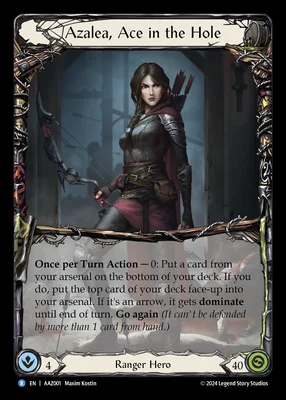 Azalea, Ace in the Hole
Once per Turn Action — 0: Put a card from
your arsenal on the bottom of your deck. If you
do, put the top card of your deck face-up into
your arsenal. If it's an arrow, it gets dominate
until end of turn. Go again (It can't be defended
by more than 1 card from hand.)
4
Ranger Hero
40
R EN | AAZ001 Maxim Kostin
© 2024 Legend Story Studios